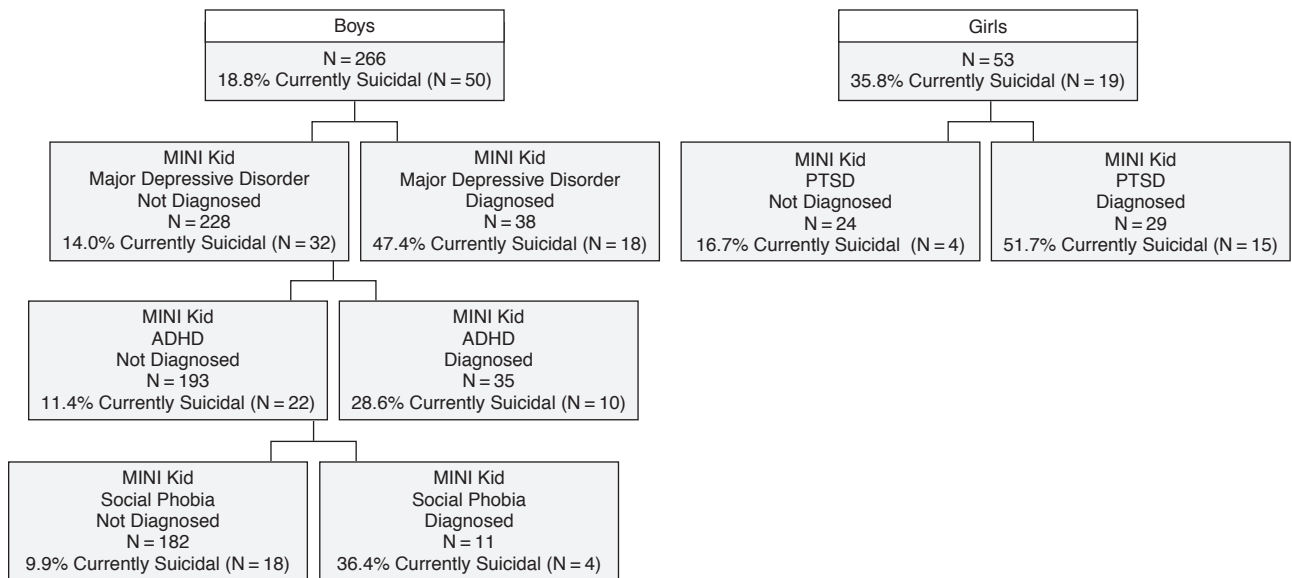 Boys
N = 266
18.8% Currently Suicidal (N = 50)
Girls
N = 53
35.8% Currently Suicidal (N = 19)
MINI Kid
Major Depressive Disorder
Not Diagnosed
N = 228
14.0% Currently Suicidal (N = 32)
MINI Kid
Major Depressive Disorder
Diagnosed
N = 38
47.4% Currently Suicidal (N = 18)
MINI Kid
PTSD
Not Diagnosed
N = 24
16.7% Currently Suicidal (N = 4)
MINI Kid
PTSD
Diagnosed
N = 29
51.7% Currently Suicidal (N = 15)
MINI Kid
ADHD
Not Diagnosed
N = 193
11.4% Currently Suicidal (N = 22)
MINI Kid
ADHD
Diagnosed
N = 35
28.6% Currently Suicidal (N = 10)
MINI Kid
Social Phobia
Not Diagnosed
N = 182
9.9% Currently Suicidal (N = 18)
MINI Kid
Social Phobia
Diagnosed
N = 11
36.4% Currently Suicidal (N = 4)